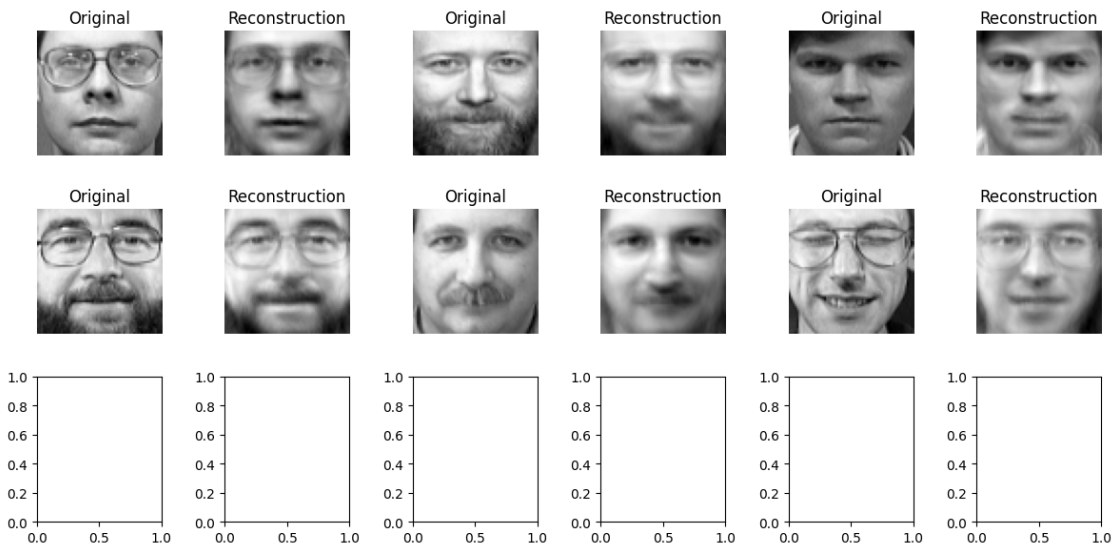 Original Reconstruction Original Reconstruction Original Reconstruction
Original Reconstruction Original Reconstruction Original Reconstruction
1.0 1.0 1.0 1.0 1.0 1.0
0.8 0.8 0.8 0.8 0.8 0.8
0.6 0.6 0.6 0.6 0.6 0.6
0.4 0.4 0.4 0.4 0.4 0.4
0.2 0.2 0.2 0.2 0.2 0.2
0.0 0.0 0.0 0.0 0.0 0.0
0.0 0.5 1.0 0.0 0.5 1.0 0.0 0.5 1.0 0.0 0.5 1.0 0.0 0.5 1.0 0.0 0.5 1.0